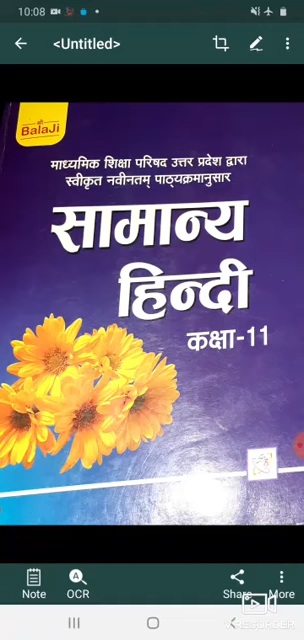 10:08
<Untitled>
श्री
BalaJi
माध्यमिक शिक्षा परिषद उत्तर प्रदेश द्वारा
स्वीकृत नवीनतम् पाठ्यक्रमानुसार
सामान्य
हिन्दी
कक्षा-11
Note
OCR
Share
More
RECORDER